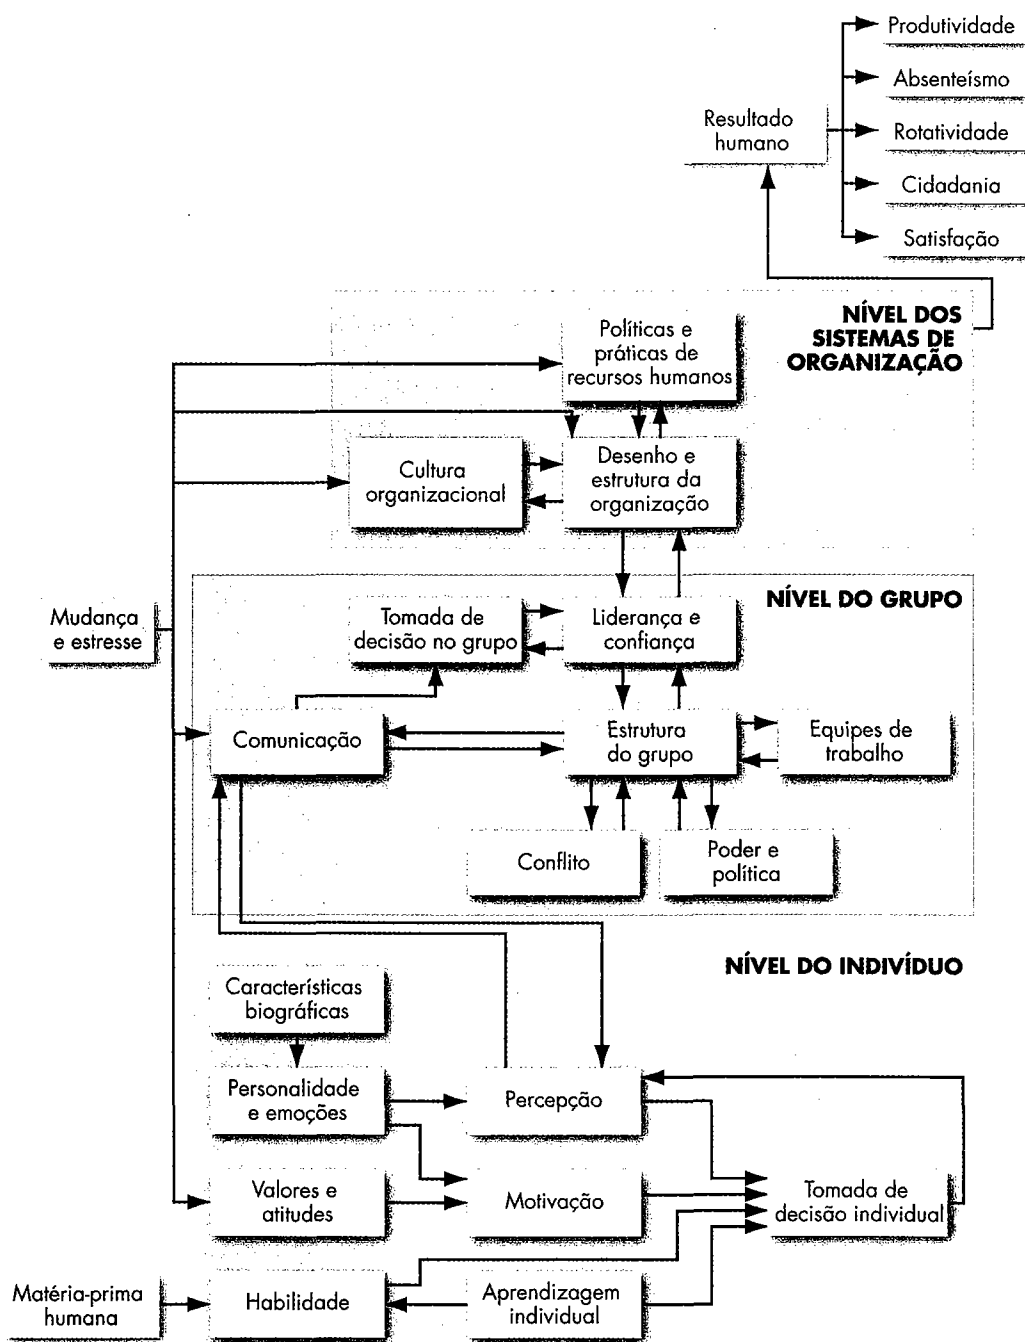 Produtividade
Absenteísmo
Resultado
humano
Rotatividade
Cidadania
Satisfação
NÍVEL DOS
SISTEMAS DE
ORGANIZAÇÃO
Políticas e
práticas de
recursos humanos
Cultura
organizacional
Desenho e
estrutura da
organização
NÍVEL DO GRUPO
Mudança
e estresse
Tomada de
decisão no grupo
Liderança e
confiança
Comunicação
Estrutura
do grupo
Equipes de
trabalho
Conflito
Poder e
política
NÍVEL DO INDIVÍDUO
Características
biográficas
Personalidade
e emoções
Percepção
Valores e
atitudes
Motivação
Tomada de
decisão individual
Matéria-prima
humana
Habilidade
Aprendizagem
individual